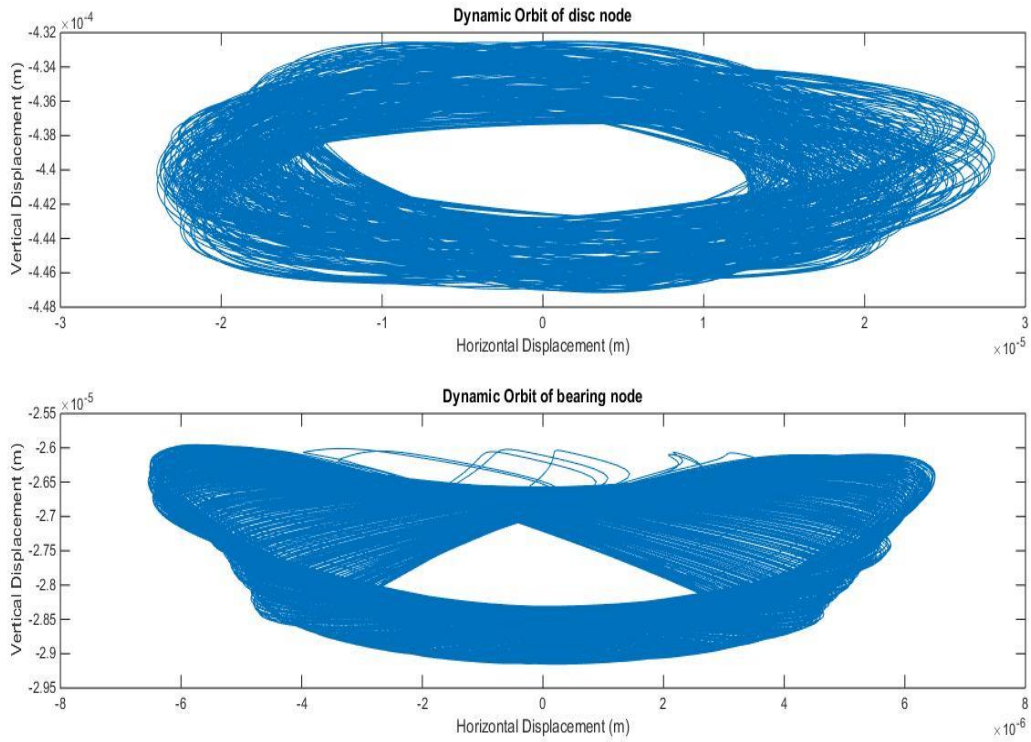 Dynamic Orbit of disc node
×10^-4
-4.32
-4.34
-4.36
-4.38
-4.4
-4.42
-4.44
-4.46
-4.48
Vertical Displacement (m)
-3 -2 -1 0 1 2 3
Horizontal Displacement (m)
×10^-5
Dynamic Orbit of bearing node
×10^-5
-2.55
-2.6
-2.65
-2.7
-2.75
-2.8
-2.85
-2.9
-2.95
Vertical Displacement (m)
-8 -6 -4 -2 0 2 4 6 8
Horizontal Displacement (m)
×10^-6